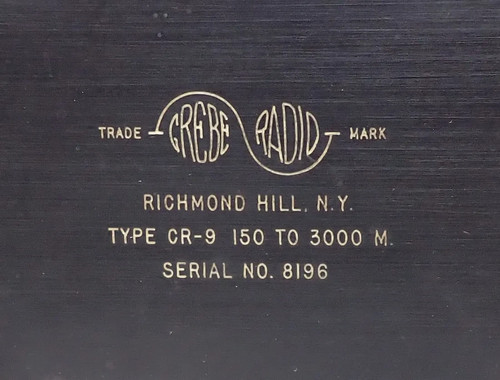 TRADE GREBE RADIO MARK
RICHMOND HILL, N.Y.
TYPE CR-9 150 TO 3000 M.
SERIAL NO. 8196